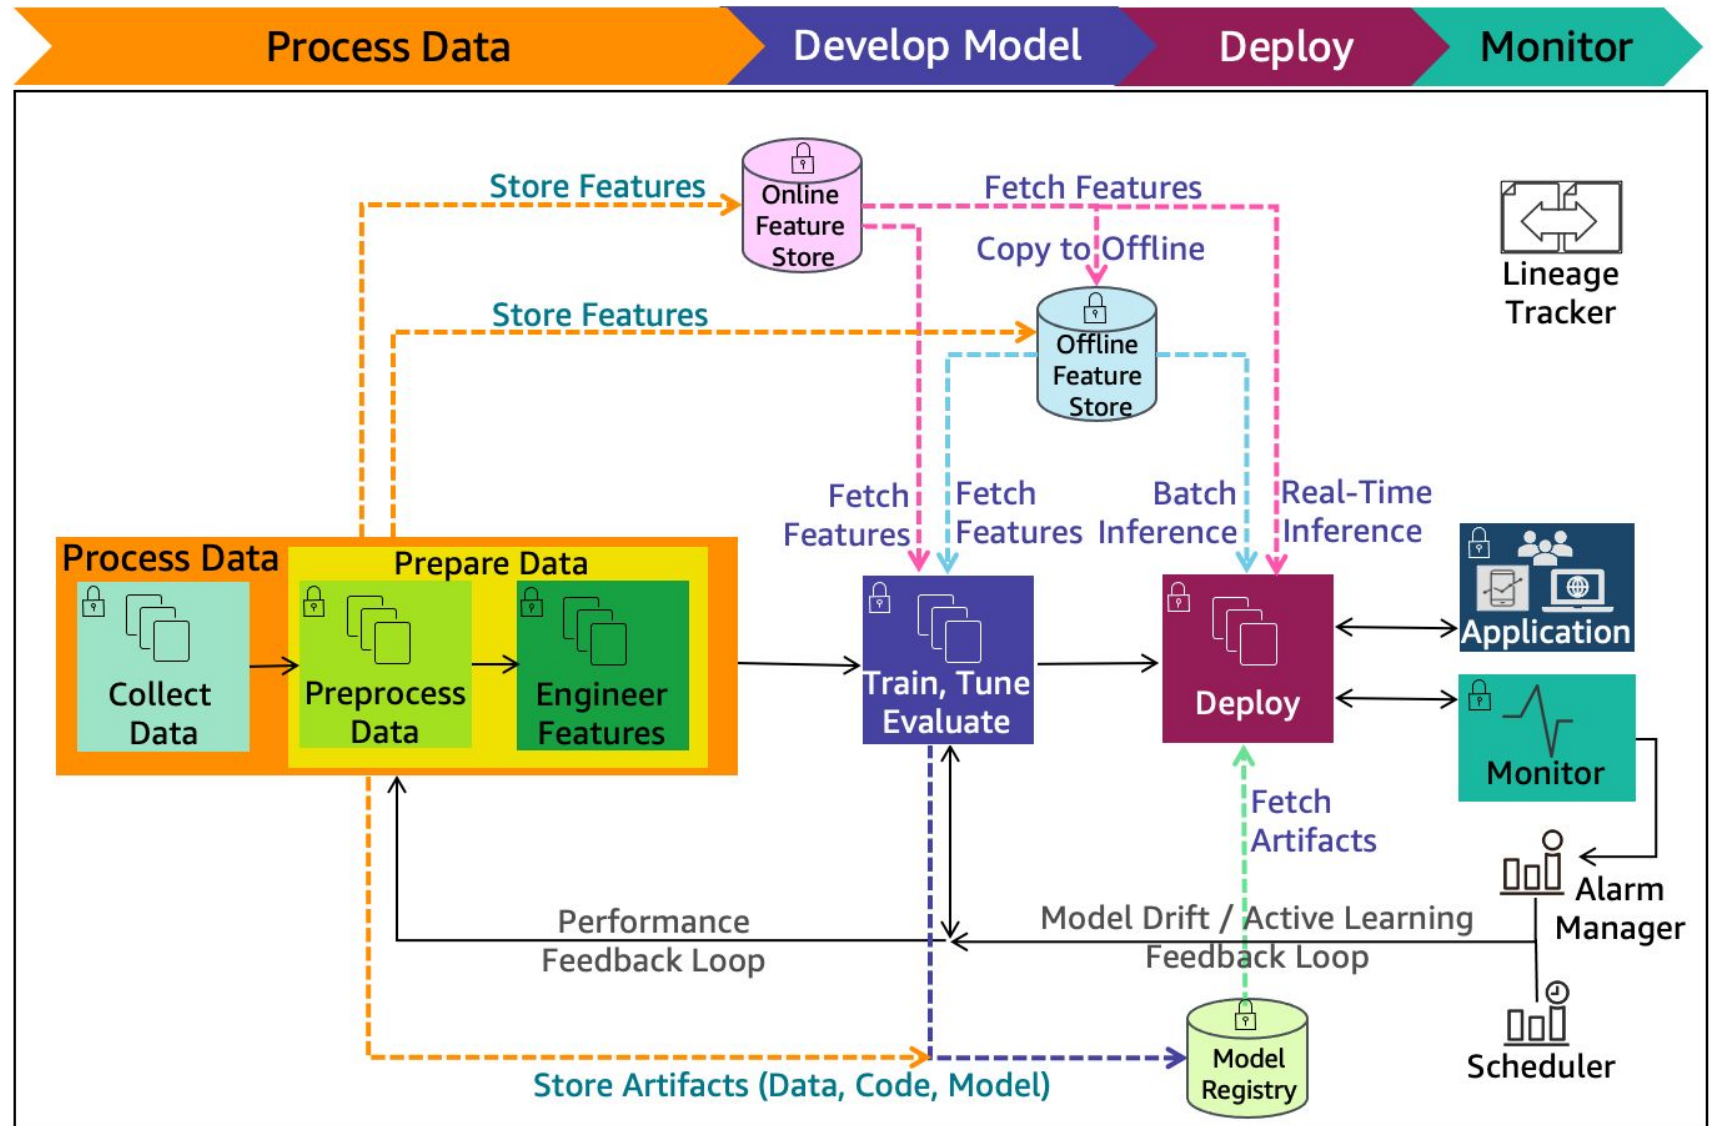 Process Data
Develop Model
Deploy
Monitor
Store Features
Online
Feature
Store
Fetch Features
Copy to Offline
Lineage
Tracker
Store Features
Offline
Feature
Store
Fetch
Features
Fetch
Features
Batch
Inference
Real-Time
Inference
Process Data
Prepare Data
Collect
Data
Preprocess
Data
Engineer
Features
Train, Tune
Evaluate
Deploy
Application
Monitor
Fetch
Artifacts
Alarm
Manager
Performance
Feedback Loop
Model Drift / Active Learning
Feedback Loop
Model
Registry
Scheduler
Store Artifacts (Data, Code, Model)